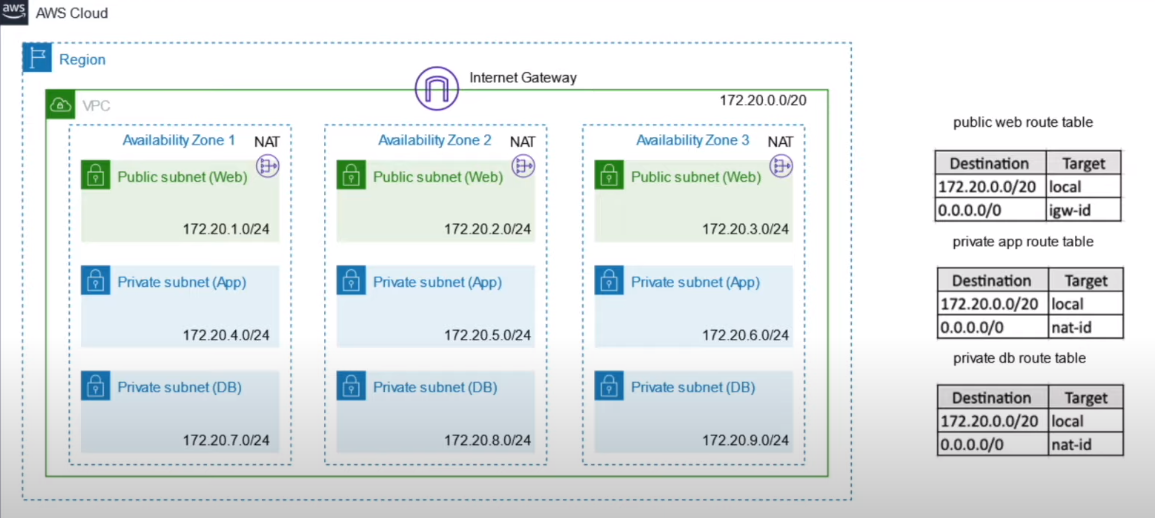 aws
AWS Cloud
Region
Internet Gateway
VPC
172.20.0.0/20
Availability Zone 1
NAT
Public subnet (Web)
172.20.1.0/24
Private subnet (App)
172.20.4.0/24
Private subnet (DB)
172.20.7.0/24
Availability Zone 2
NAT
Public subnet (Web)
172.20.2.0/24
Private subnet (App)
172.20.5.0/24
Private subnet (DB)
172.20.8.0/24
Availability Zone 3
NAT
Public subnet (Web)
172.20.3.0/24
Private subnet (App)
172.20.6.0/24
Private subnet (DB)
172.20.9.0/24
public web route table
Destination Target
172.20.0.0/20 local
0.0.0.0/0 igw-id
private app route table
Destination Target
172.20.0.0/20 local
0.0.0.0/0 nat-id
private db route table
Destination Target
172.20.0.0/20 local
0.0.0.0/0 nat-id